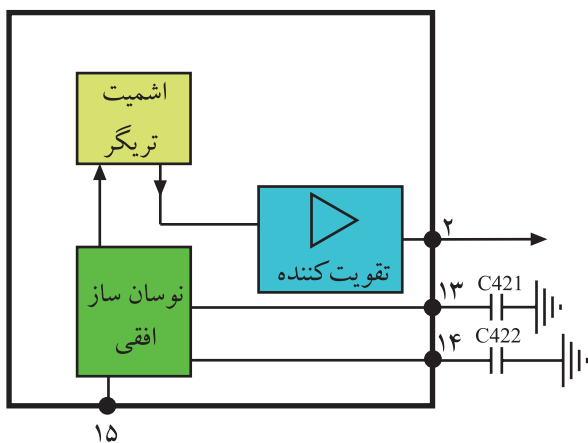 اشمیت
تریگر
۲
تقویت‌کننده
نوسان ساز
افقی
۱۳
C421
۱۴
C422
۱۵